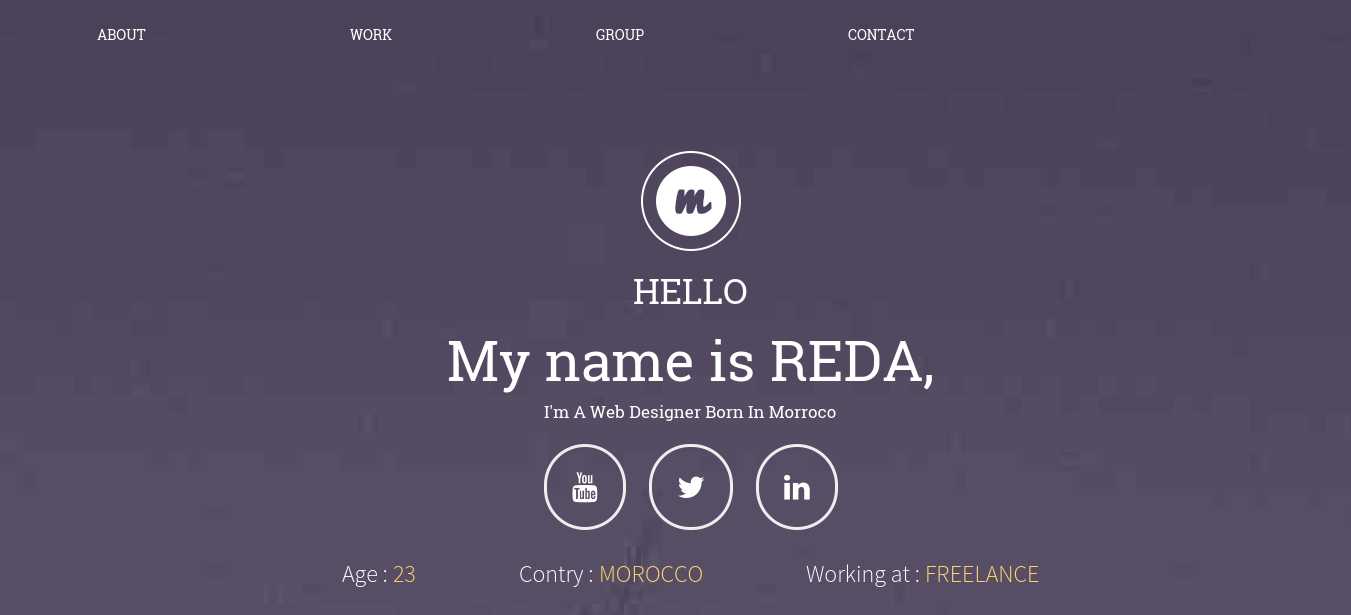 ABOUT WORK GROUP CONTACT
m
HELLO
My name is REDA,
I'm A Web Designer Born In Morroco
You
Tube
in
Age : 23 Contry : MOROCCO Working at : FREELANCE